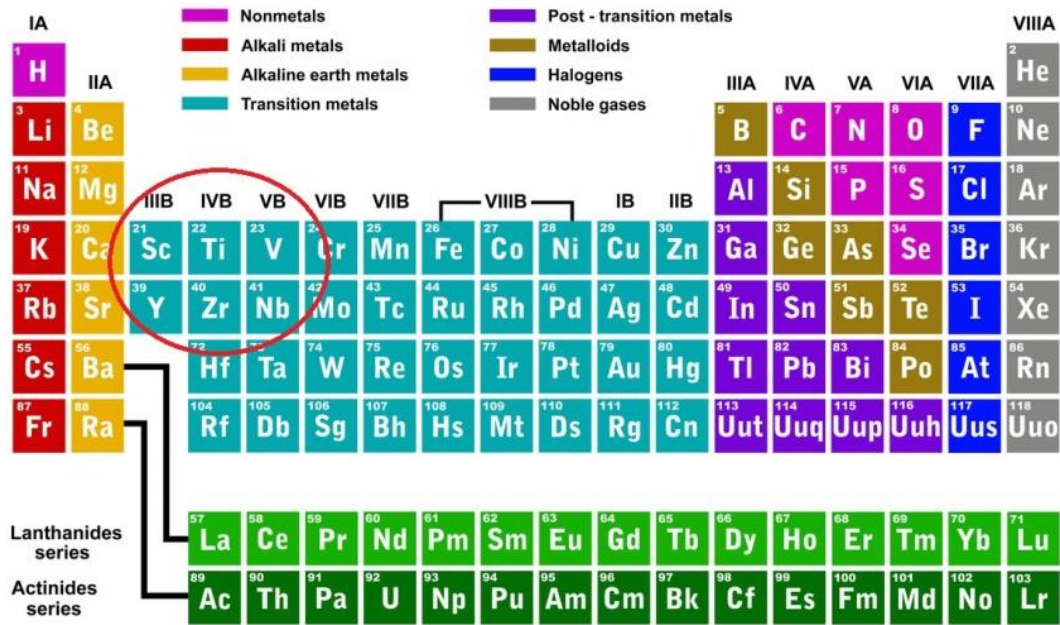 IA
Nonmetals
Post - transition metals
VIIIA
Alkali metals
Metalloids
Alkaline earth metals
Halogens
Transition metals
Noble gases
1 H
2 He
IIA
IIIA IVA VA VIA VIIA
3 Li 4 Be 5 B 6 C 7 N 8 O 9 F 10 Ne
11 Na 12 Mg 13 Al 14 Si 15 P 16 S 17 Cl 18 Ar
IIIB IVB VB VIB VIIB VIIIB IB IIB
19 K 20 Ca 21 Sc 22 Ti 23 V 24 Cr 25 Mn 26 Fe 27 Co 28 Ni 29 Cu 30 Zn 31 Ga 32 Ge 33 As 34 Se 35 Br 36 Kr
37 Rb 38 Sr 39 Y 40 Zr 41 Nb 42 Mo 43 Tc 44 Ru 45 Rh 46 Pd 47 Ag 48 Cd 49 In 50 Sn 51 Sb 52 Te 53 I 54 Xe
55 Cs 56 Ba 72 Hf 73 Ta 74 W 75 Re 76 Os 77 Ir 78 Pt 79 Au 80 Hg 81 Tl 82 Pb 83 Bi 84 Po 85 At 86 Rn
87 Fr 88 Ra 104 Rf 105 Db 106 Sg 107 Bh 108 Hs 109 Mt 110 Ds 111 Rg 112 Cn 113 Uut 114 Uuq 115 Uup 116 Uuh 117 Uus 118 Uuo
Lanthanides
series
57 La 58 Ce 59 Pr 60 Nd 61 Pm 62 Sm 63 Eu 64 Gd 65 Tb 66 Dy 67 Ho 68 Er 69 Tm 70 Yb 71 Lu
Actinides
series
89 Ac 90 Th 91 Pa 92 U 93 Np 94 Pu 95 Am 96 Cm 97 Bk 98 Cf 99 Es 100 Fm 101 Md 102 No 103 Lr